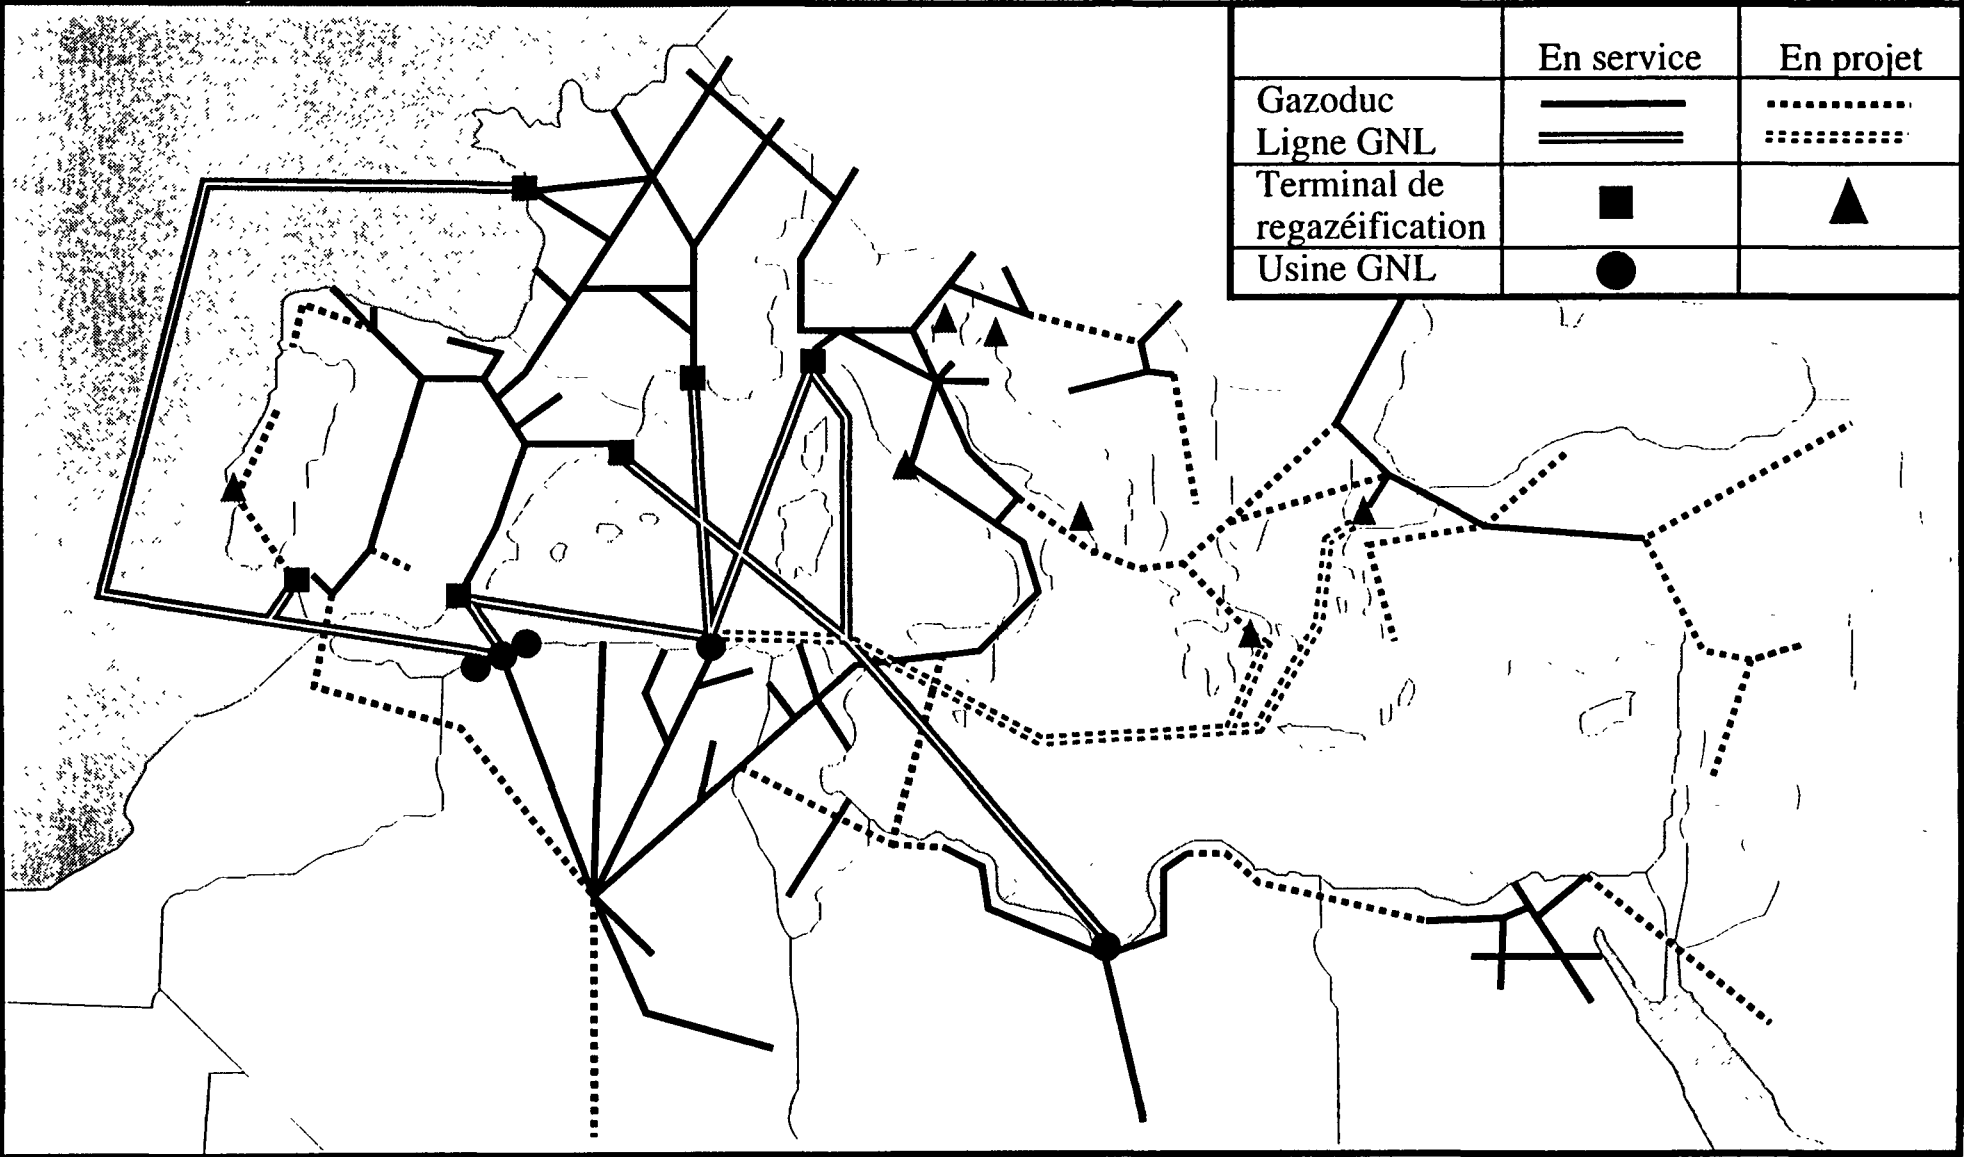 En service En projet
Gazoduc
Ligne GNL
Terminal de
regazéification
Usine GNL